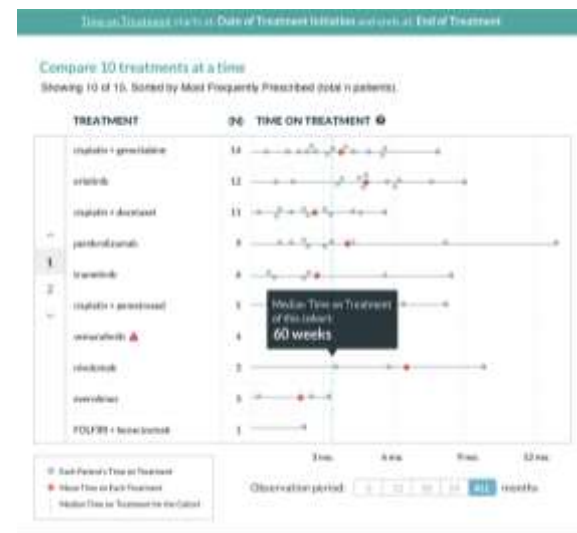 Time on Treatment starts at Date of Treatment Initiation and ends at End of Treatment
Compare 10 treatments at a time
Showing 10 of 15. Sorted by Most Frequently Prescribed (total n patients).
TREATMENT (N) TIME ON TREATMENT
cisplatin + gemcitabine 14
erlotinib 12
cisplatin + docetaxel 11
pembrolizumab 9
trametinib
cisplatin + pemetrexed
Median Time on Treatment
of this cohort:
60 weeks
vemurafenib
nivolumab
everolimus
FOLFIRI + bevacizumab
1
2
3 mo. 6 mo. 9 mo. 12 mo.
Each Patient's Time on Treatment
Mean Time on Each Treatment
Median Time on Treatment for the Cohort
Observation period: ALL months